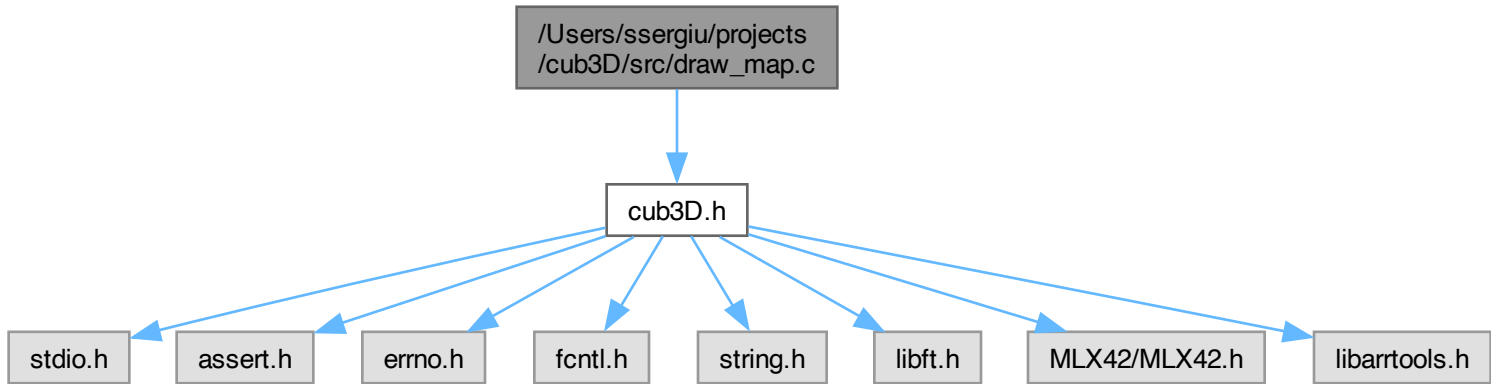 /Users/ssergiu/projects
/cub3D/src/draw_map.c
cub3D.h
stdio.h
assert.h
errno.h
fcntl.h
string.h
libft.h
MLX42/MLX42.h
libarrtools.h